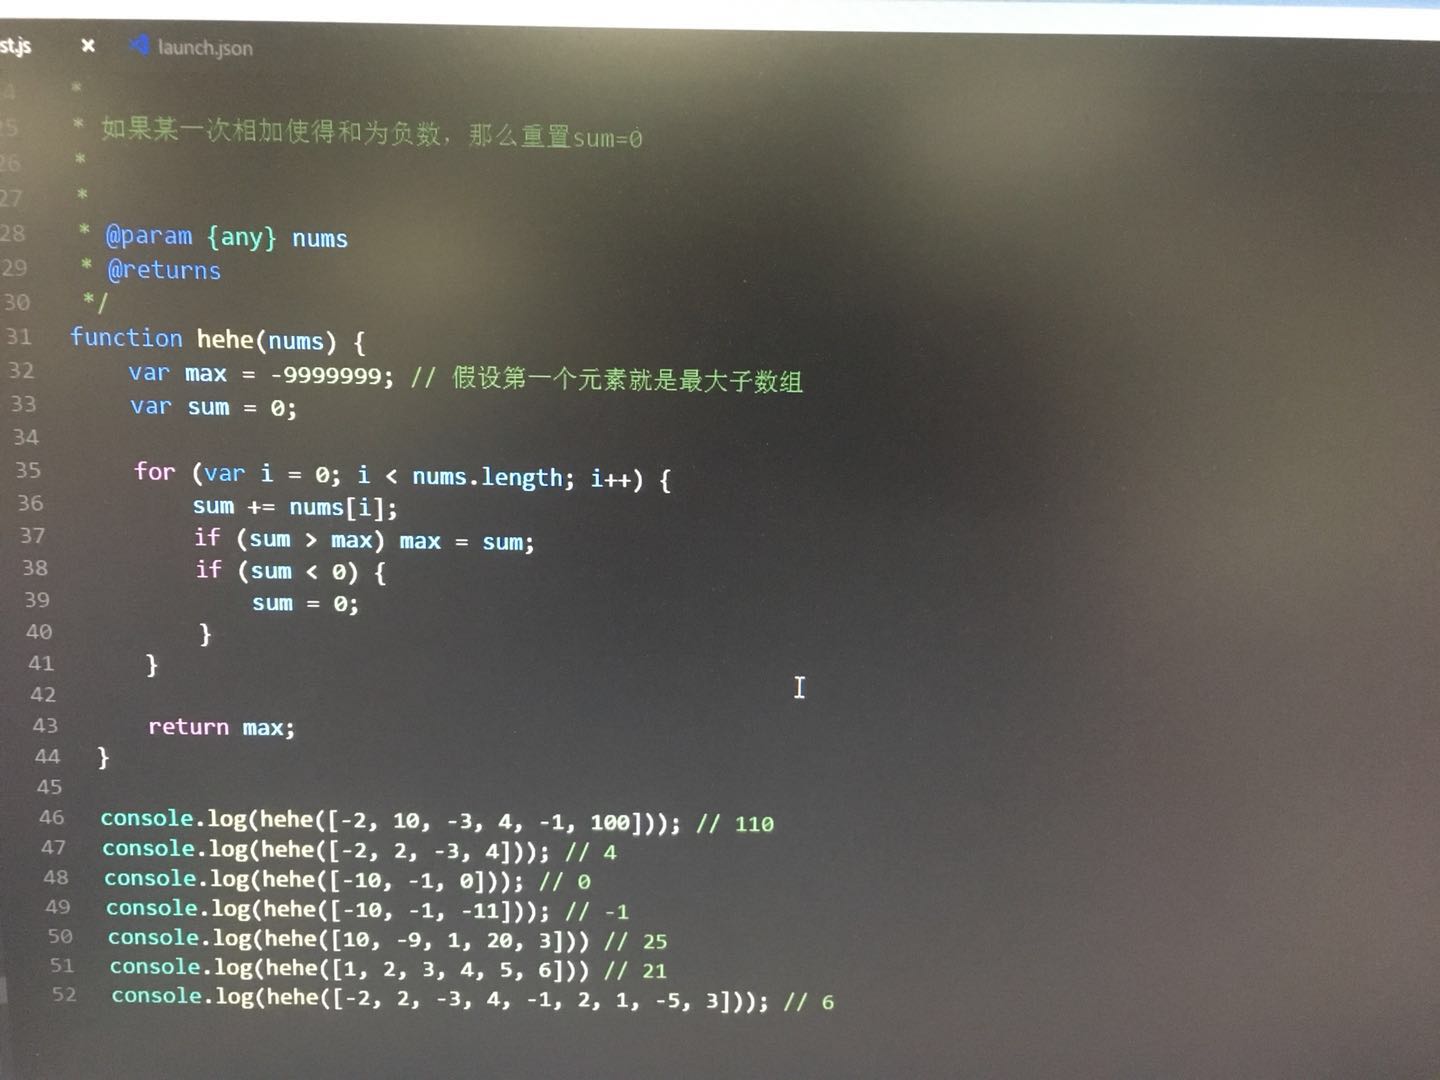 st.js × launch.json
24 *
25 * 如果某一次相加使得和为负数，那么重置sum=0
26 *
27 *
28 * @param {any} nums
29 * @returns
30 */
31 function hehe(nums) {
32 var max = -9999999; // 假设第一个元素就是最大子数组
33 var sum = 0;
34
35 for (var i = 0; i < nums.length; i++) {
36 sum += nums[i];
37 if (sum > max) max = sum;
38 if (sum < 0) {
39 sum = 0;
40 }
41 }
42
43 return max;
44 }
45
46 console.log(hehe([-2, 10, -3, 4, -1, 100])); // 110
47 console.log(hehe([-2, 2, -3, 4])); // 4
48 console.log(hehe([-10, -1, 0])); // 0
49 console.log(hehe([-10, -1, -11])); // -1
50 console.log(hehe([10, -9, 1, 20, 3])) // 25
51 console.log(hehe([1, 2, 3, 4, 5, 6])) // 21
52 console.log(hehe([-2, 2, -3, 4, -1, 2, 1, -5, 3])); // 6